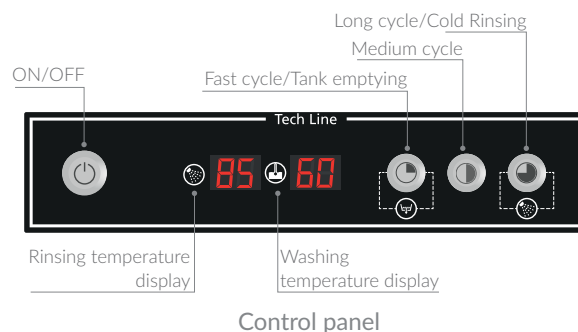 Long cycle/Cold Rinsing
Medium cycle
ON/OFF
Fast cycle/Tank emptying
Tech Line
85
60
Rinsing temperature
display
Washing
temperature display
Control panel